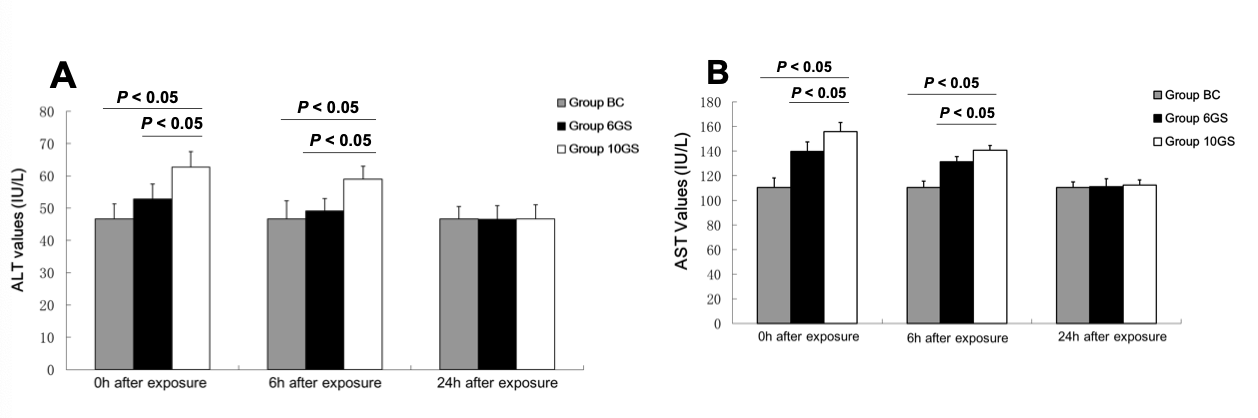 A
P < 0.05
P < 0.05
P < 0.05
P < 0.05
ALT values (IU/L)
80
70
60
50
40
30
20
10
0
0h after exposure
6h after exposure
24h after exposure
Group BC
Group 6GS
Group 10GS
B
P < 0.05
P < 0.05
P < 0.05
P < 0.05
AST Values (IU/L)
180
160
140
120
100
80
60
40
20
0
0h after exposure
6h after exposure
24h after exposure
Group BC
Group 6GS
Group 10GS